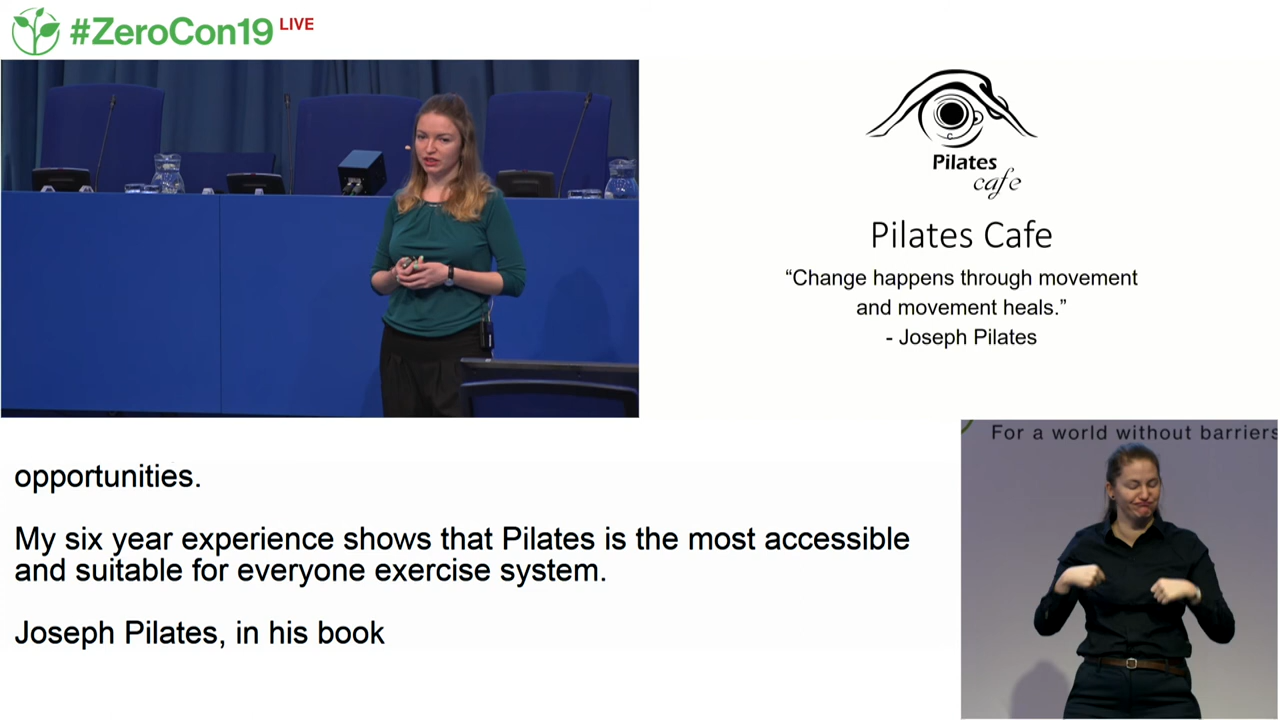 #ZeroCon19 LIVE
Pilates
cafe
Pilates Cafe
“Change happens through movement
and movement heals.”
- Joseph Pilates
For a world without barriers
opportunities.
My six year experience shows that Pilates is the most accessible
and suitable for everyone exercise system.
Joseph Pilates, in his book